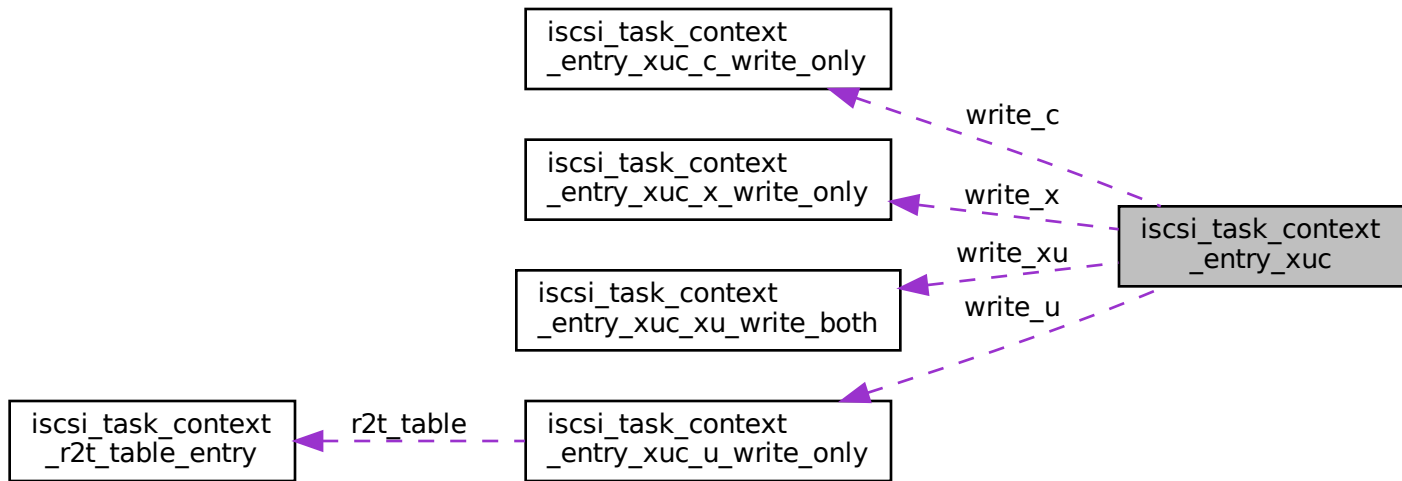 iscsi_task_context
_entry_xuc_c_write_only
write_c
iscsi_task_context
_entry_xuc_x_write_only
write_x
iscsi_task_context
_entry_xuc
write_xu
iscsi_task_context
_entry_xuc_xu_write_both
write_u
iscsi_task_context
_r2t_table_entry
r2t_table
iscsi_task_context
_entry_xuc_u_write_only